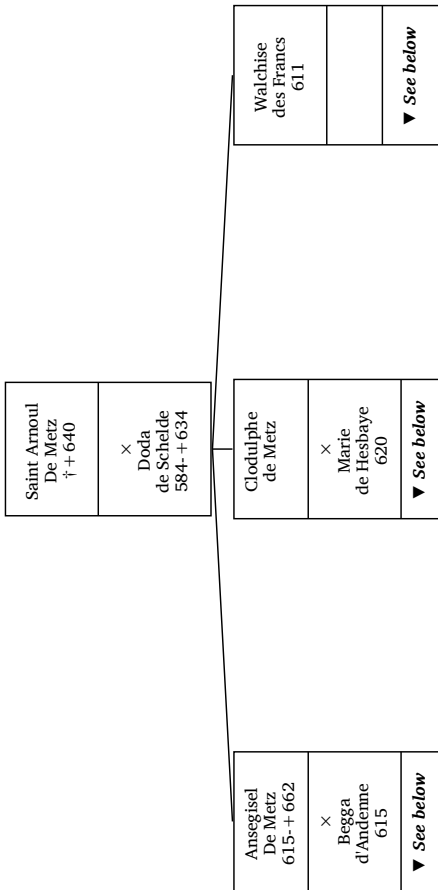 Saint Arnoul
De Metz
† +640
×
Doda
de Schelde
584-+634
Ansegisel
De Metz
615-+662
×
Begga
d'Andenne
615
▼ See below
Clodulphe
de Metz
×
Marie
de Hesbaye
620
▼ See below
Walchise
des Francs
611
▼ See below